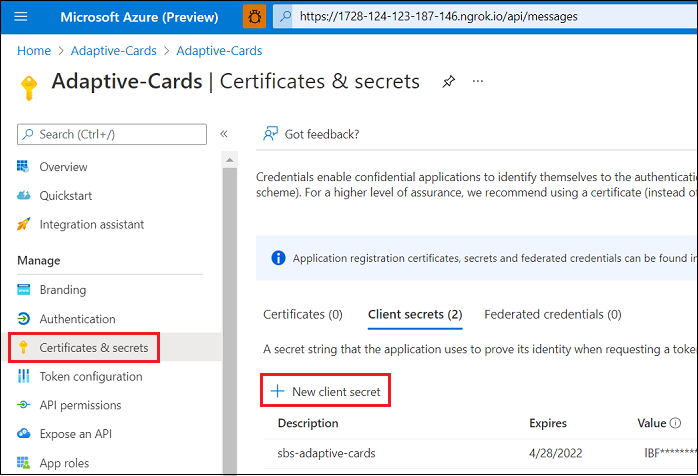 Microsoft Azure (Preview)
https://1728-124-123-187-146.ngrok.io/api/messages
Home > Adaptive-Cards > Adaptive-Cards
Adaptive-Cards | Certificates & secrets
Search (Ctrl+/)
Overview
Quickstart
Integration assistant
Manage
Branding
Authentication
Certificates & secrets
Token configuration
API permissions
Expose an API
App roles
Got feedback?
Credentials enable confidential applications to identify themselves to the authentication
scheme). For a higher level of assurance, we recommend using a certificate (instead of
Application registration certificates, secrets and federated credentials can be found in
Certificates (0) Client secrets (2) Federated credentials (0)
A secret string that the application uses to prove its identity when requesting a token
New client secret
Description Expires Value
sbs-adaptive-cards 4/28/2022 lBF********